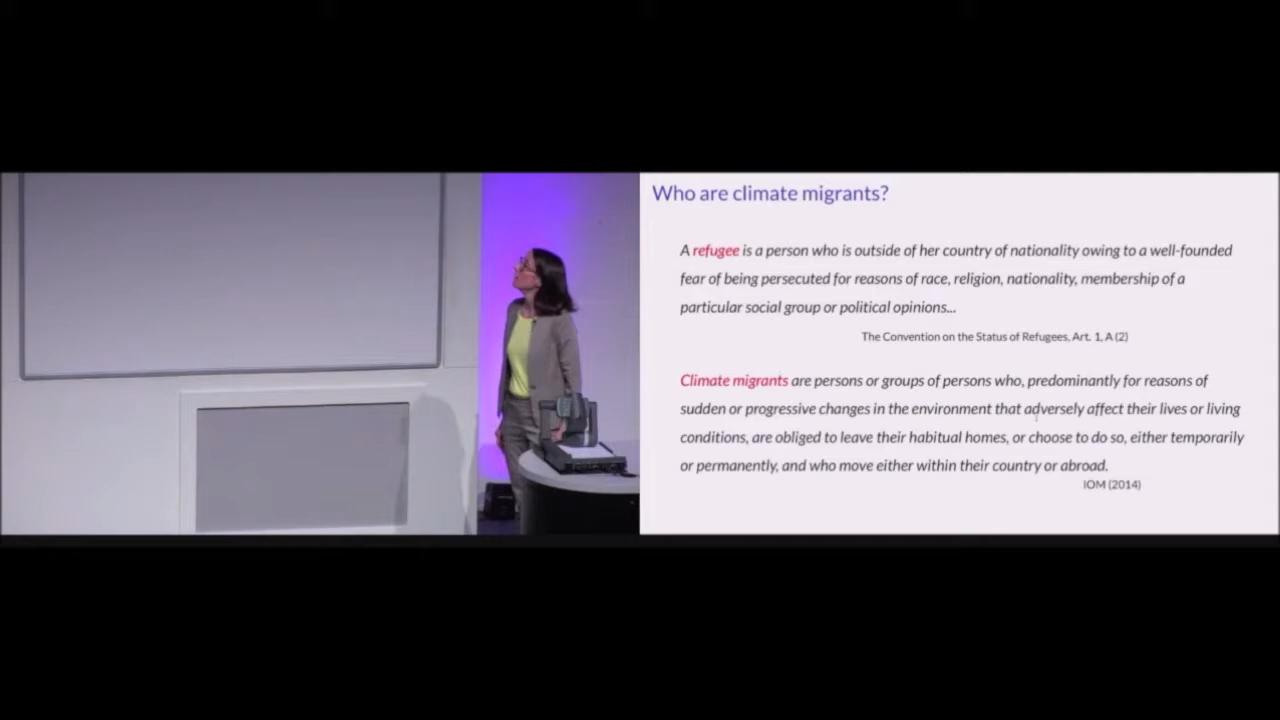 Who are climate migrants?
A refugee is a person who is outside of her country of nationality owing to a well-founded
fear of being persecuted for reasons of race, religion, nationality, membership of a
particular social group or political opinions...
The Convention on the Status of Refugees, Art. 1, A (2)
Climate migrants are persons or groups of persons who, predominantly for reasons of
sudden or progressive changes in the environment that adversely affect their lives or living
conditions, are obliged to leave their habitual homes, or choose to do so, either temporarily
or permanently, and who move either within their country or abroad.
IOM (2014)